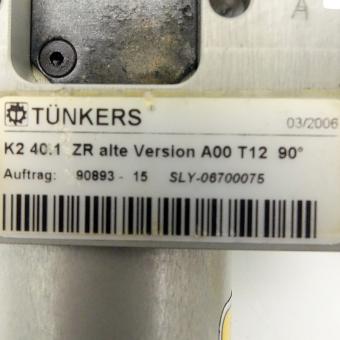 A
TÜNKERS 03/2006
K2 40.1 ZR alte Version A00 T12 90°
Auftrag: 90893 - 15 SLY-06700075